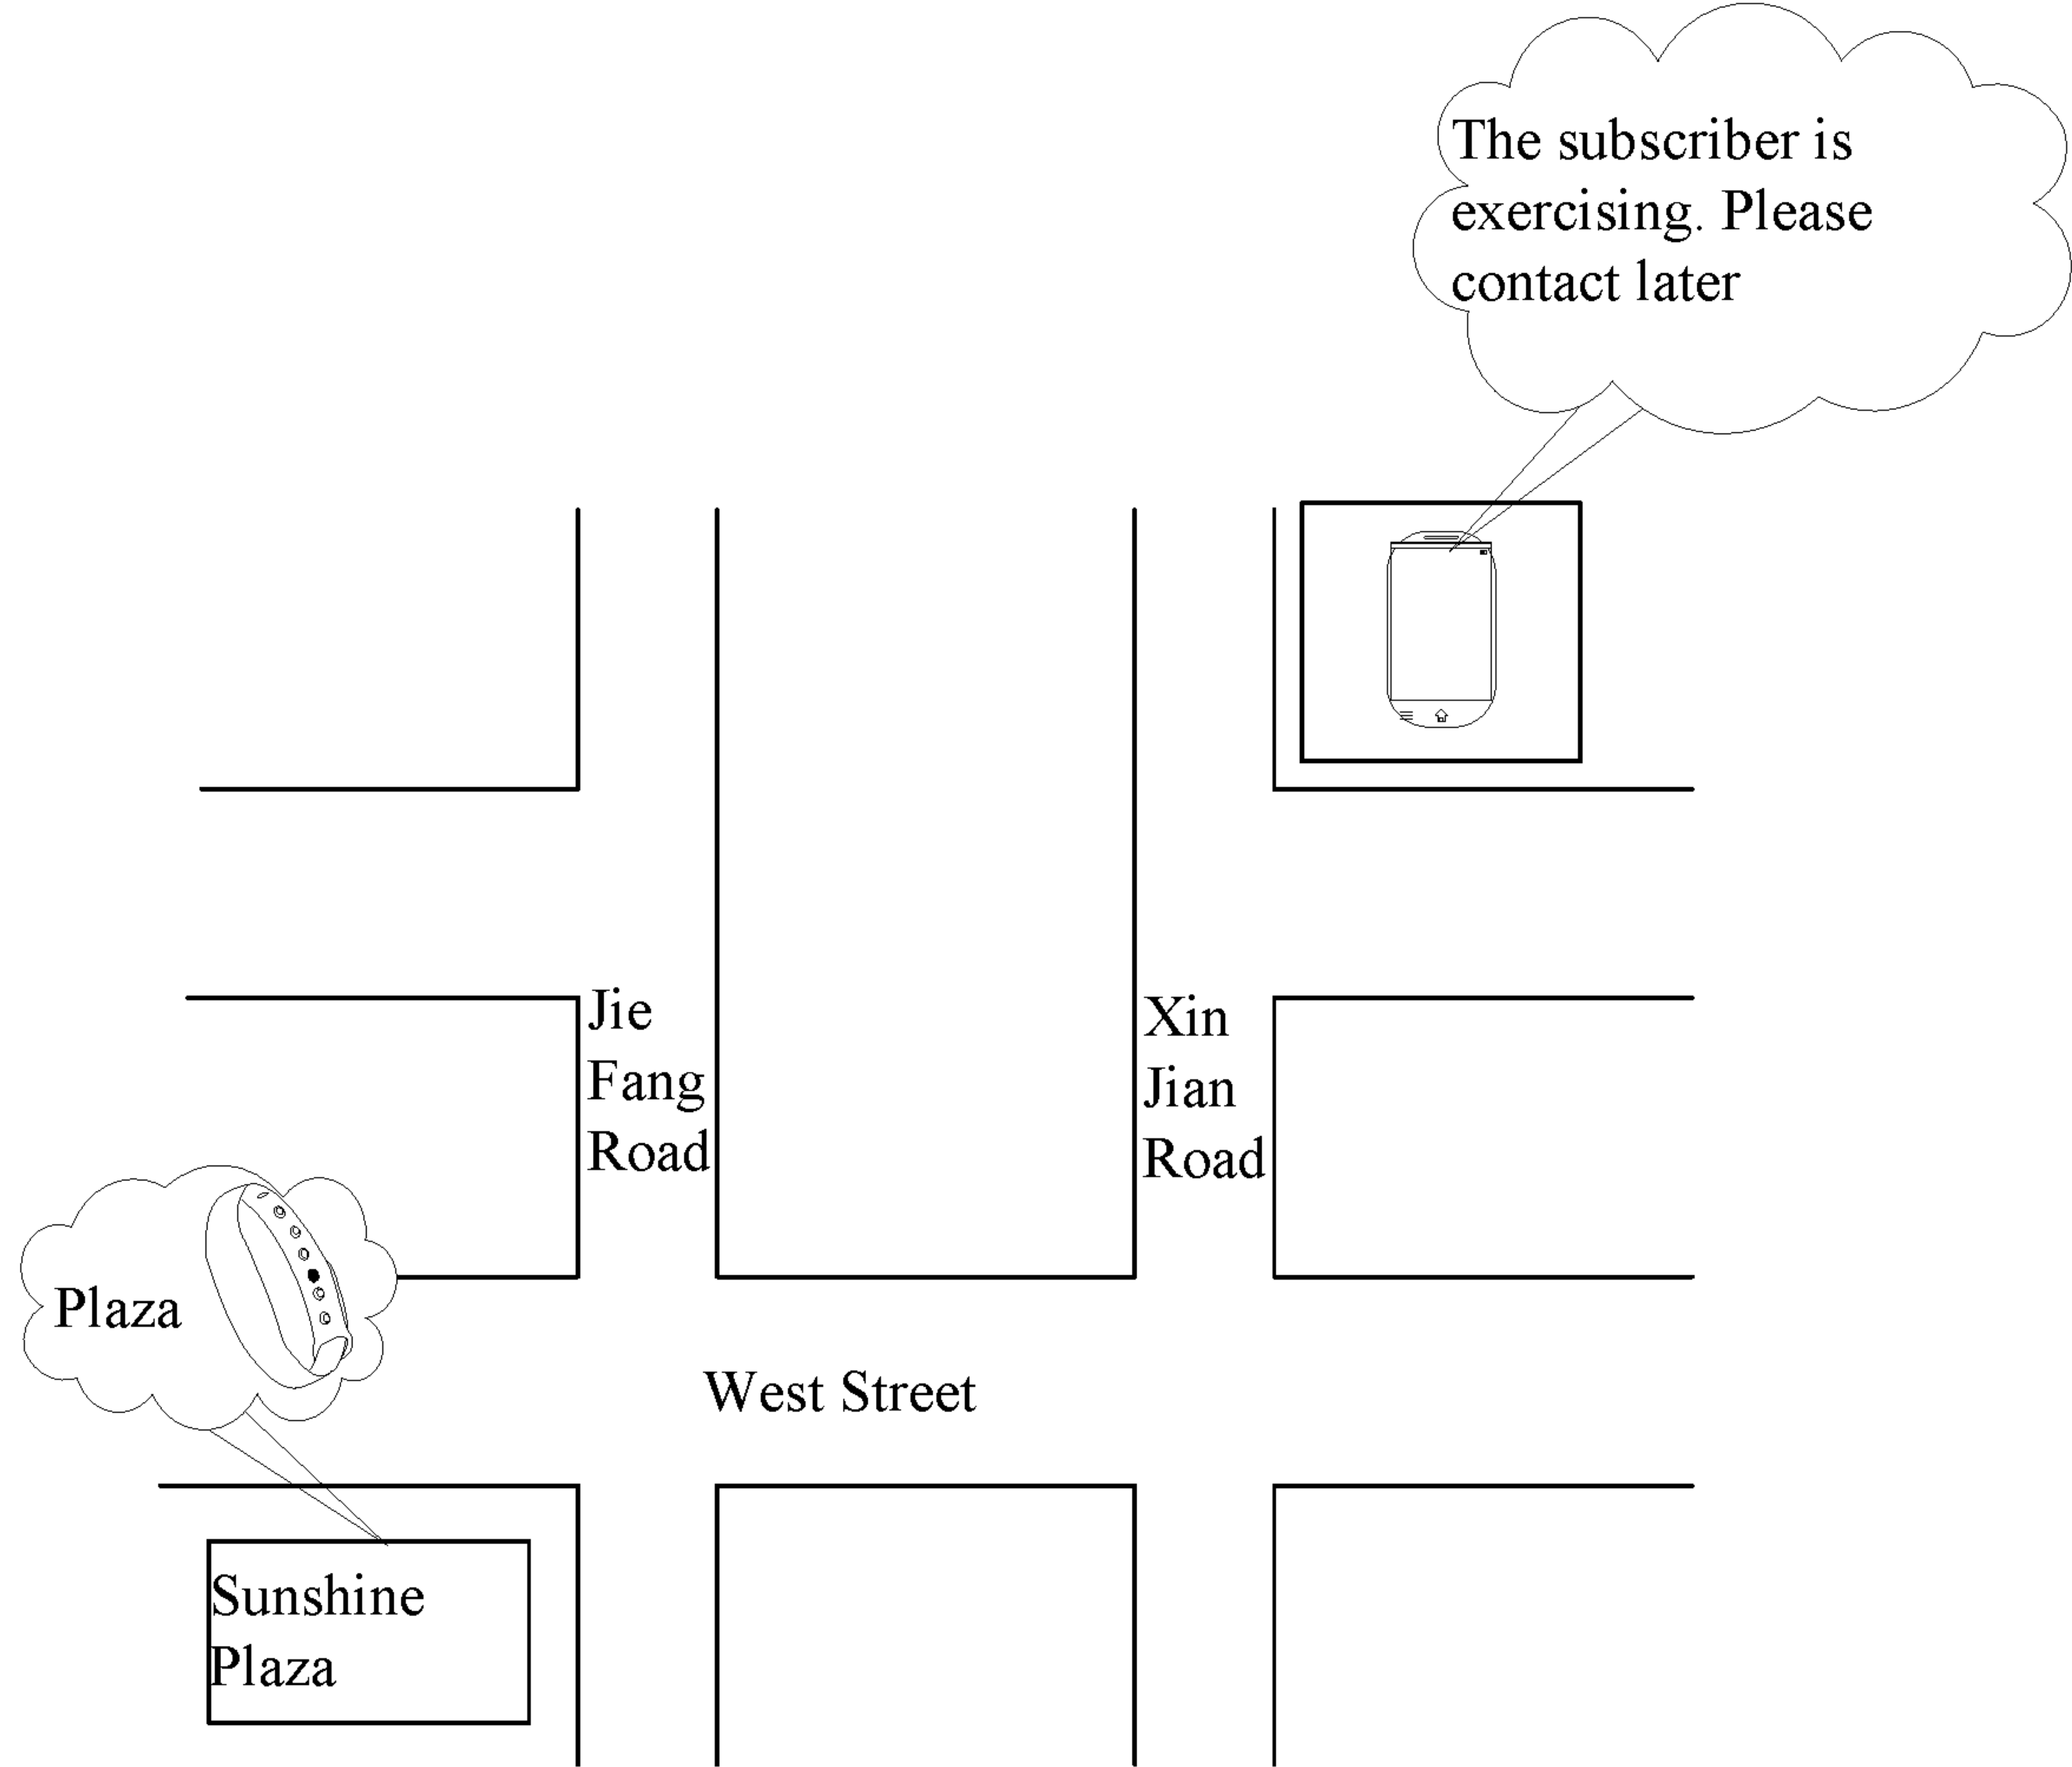 The subscriber is
exercising. Please
contact later
Jie
Fang
Road
Xin
Jian
Road
Plaza
West Street
Sunshine
Plaza